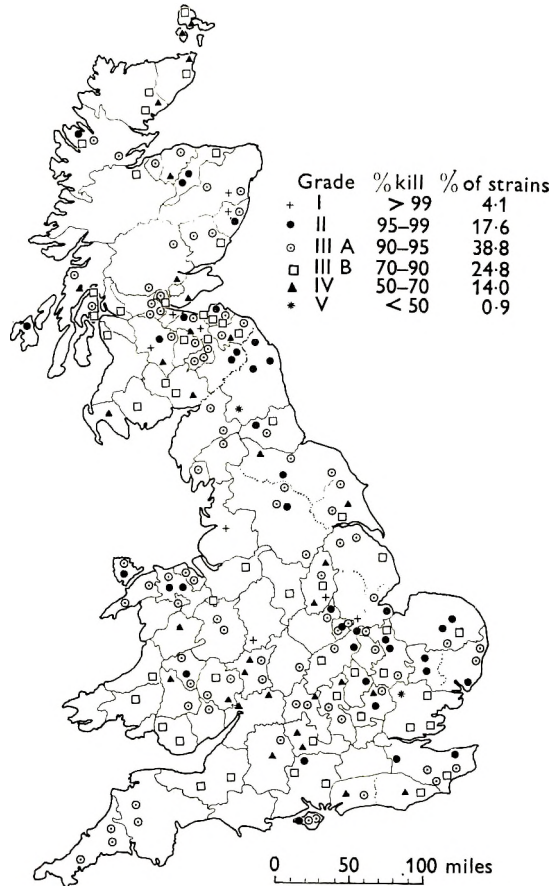 Grade % kill % of strains
+ I > 99 4·1
● II 95–99 17·6
⊙ III A 90–95 38·8
□ III B 70–90 24·8
▲ IV 50–70 14·0
* V < 50 0·9
0 50 100 miles